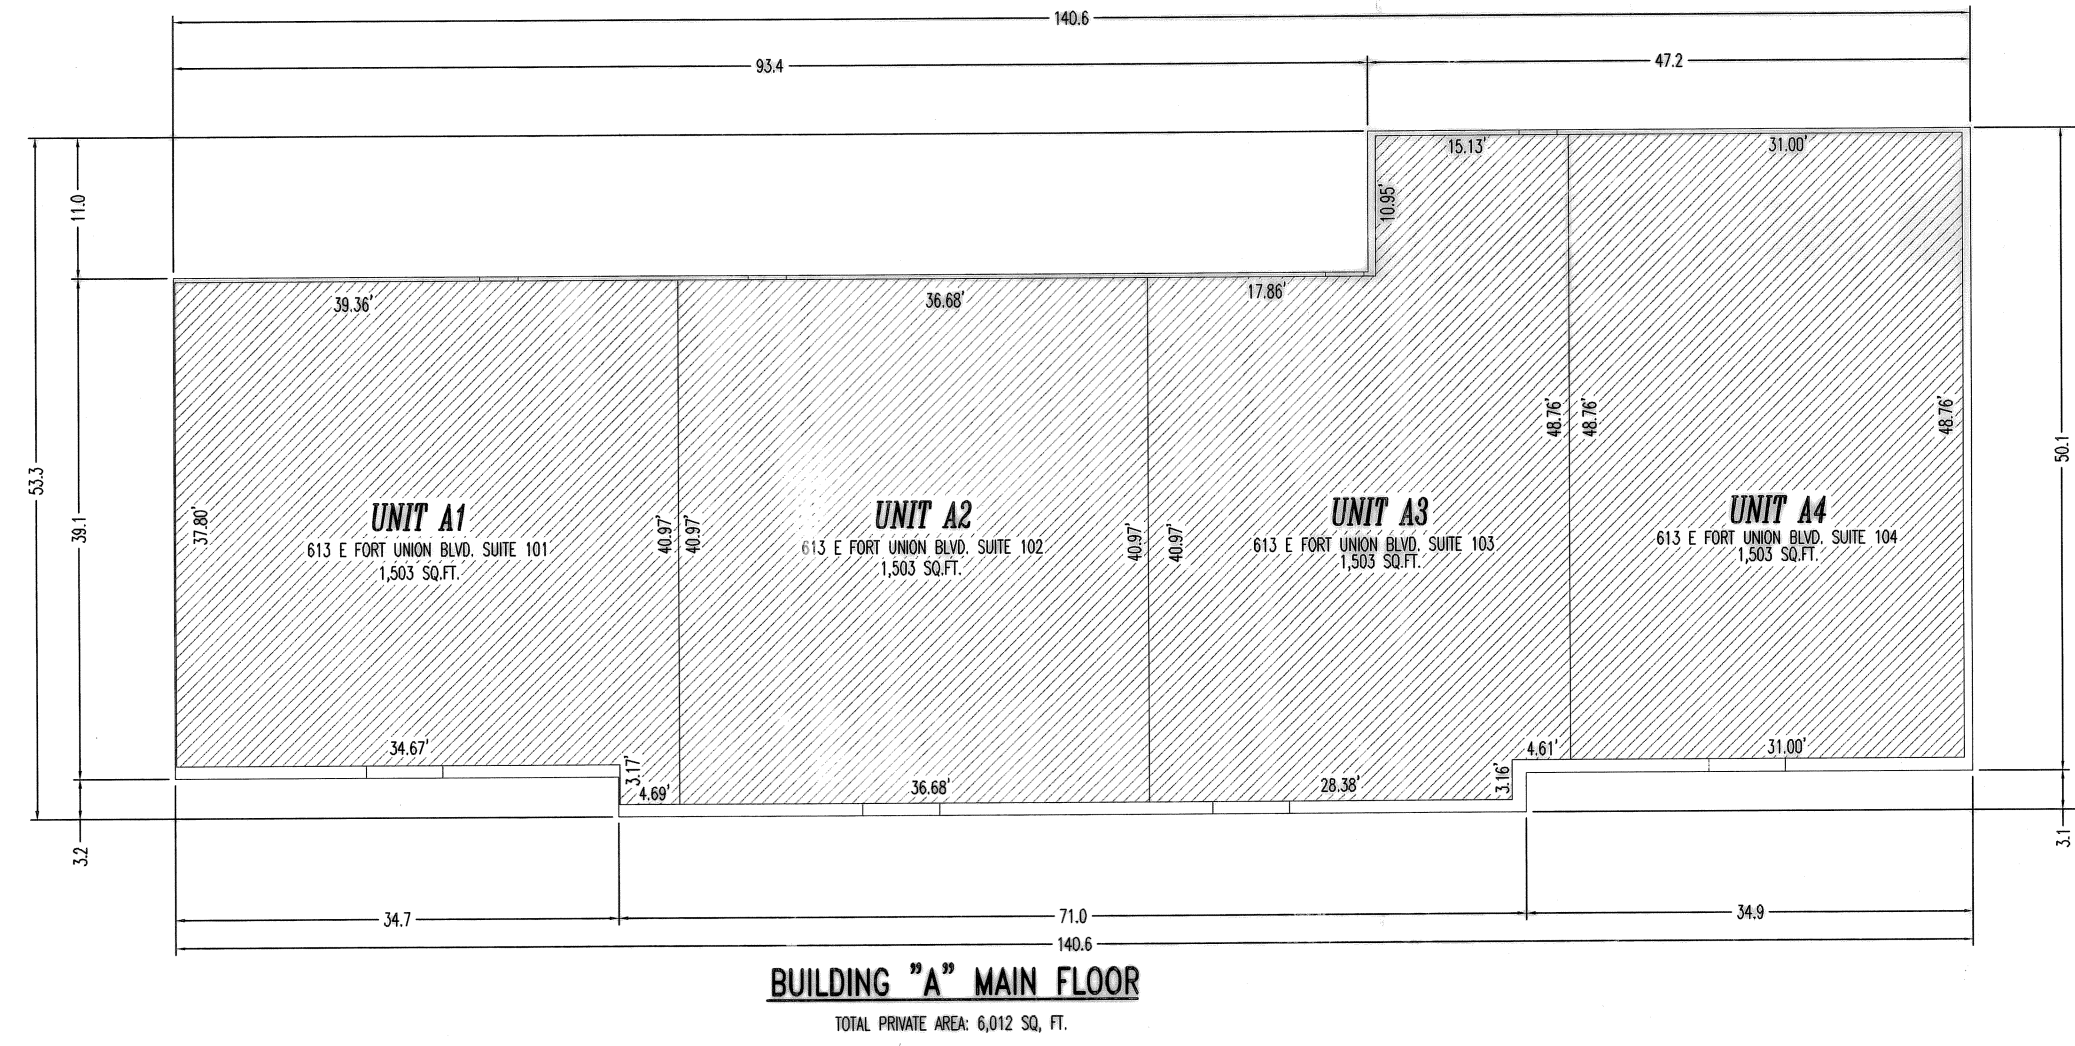 140.6
93.4
47.2
15.13'
31.00'
11.0
10.95'
39.36'
36.68'
17.86'
53.3
39.1
37.80'
40.97'
40.97'
40.97'
40.97'
48.76'
48.76'
48.76'
50.1
UNIT A1
613 E FORT UNION BLVD. SUITE 101
1,503 SQ.FT.
UNIT A2
613 E FORT UNION BLVD. SUITE 102
1,503 SQ.FT.
UNIT A3
613 E FORT UNION BLVD. SUITE 103
1,503 SQ.FT.
UNIT A4
613 E FORT UNION BLVD. SUITE 104
1,503 SQ.FT.
34.67'
3.17'
4.69'
36.68'
28.38'
3.16'
4.61'
31.00'
3.2
3.1
34.7
71.0
34.9
140.6
BUILDING "A" MAIN FLOOR
TOTAL PRIVATE AREA: 6,012 SQ, FT.